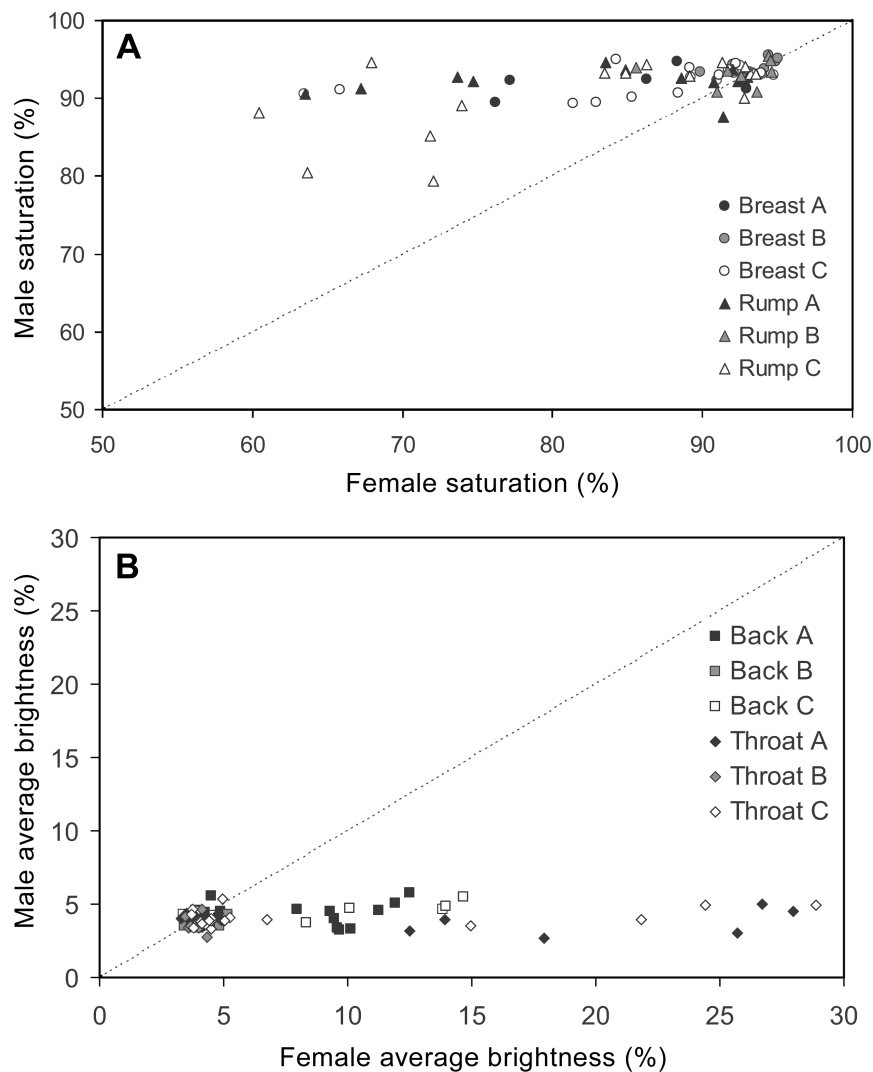 A
100
90
80
70
60
50
Male saturation (%)
Breast A
Breast B
Breast C
Rump A
Rump B
Rump C
50 60 70 80 90 100
Female saturation (%)
B
30
25
20
15
10
5
0
Male average brightness (%)
Back A
Back B
Back C
Throat A
Throat B
Throat C
0 5 10 15 20 25 30
Female average brightness (%)